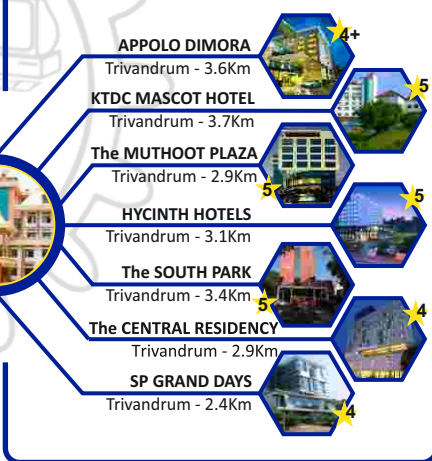 APPOLO DIMORA
4+
Trivandrum - 3.6Km
KTDC MASCOT HOTEL
5
Trivandrum - 3.7Km
The MUTHOOT PLAZA
Trivandrum - 2.9Km
5
HYCINTH HOTELS
5
Trivandrum - 3.1Km
The SOUTH PARK
Trivandrum - 3.4Km
5
The CENTRAL RESIDENCY
4
Trivandrum - 2.9Km
SP GRAND DAYS
Trivandrum - 2.4Km
4